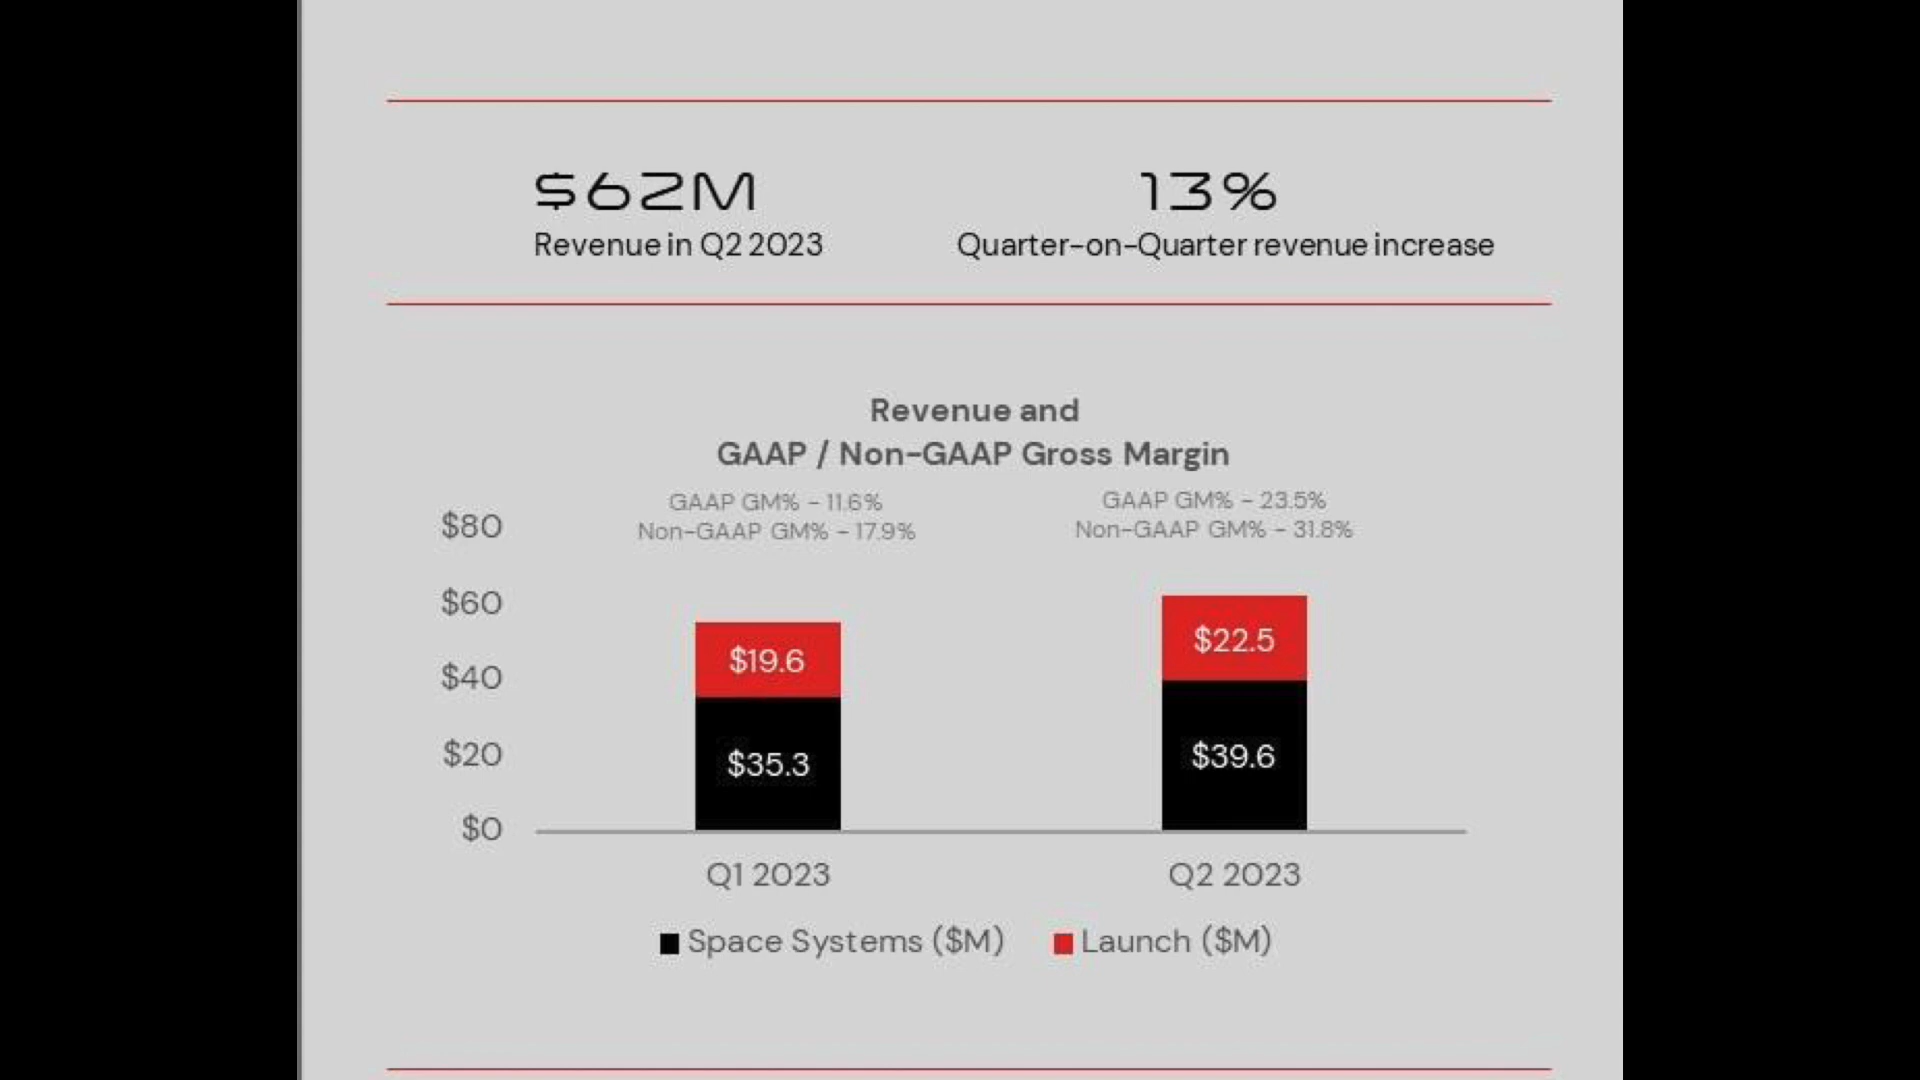 $62M
Revenue in Q2 2023
13%
Quarter-on-Quarter revenue increase
Revenue and
GAAP / Non-GAAP Gross Margin
GAAP GM% - 11.6%
Non-GAAP GM% - 17.9%
GAAP GM% - 23.5%
Non-GAAP GM% - 31.8%
$80
$60
$40
$20
$0
$19.6
$35.3
$22.5
$39.6
Q1 2023
Q2 2023
Space Systems ($M)
Launch ($M)